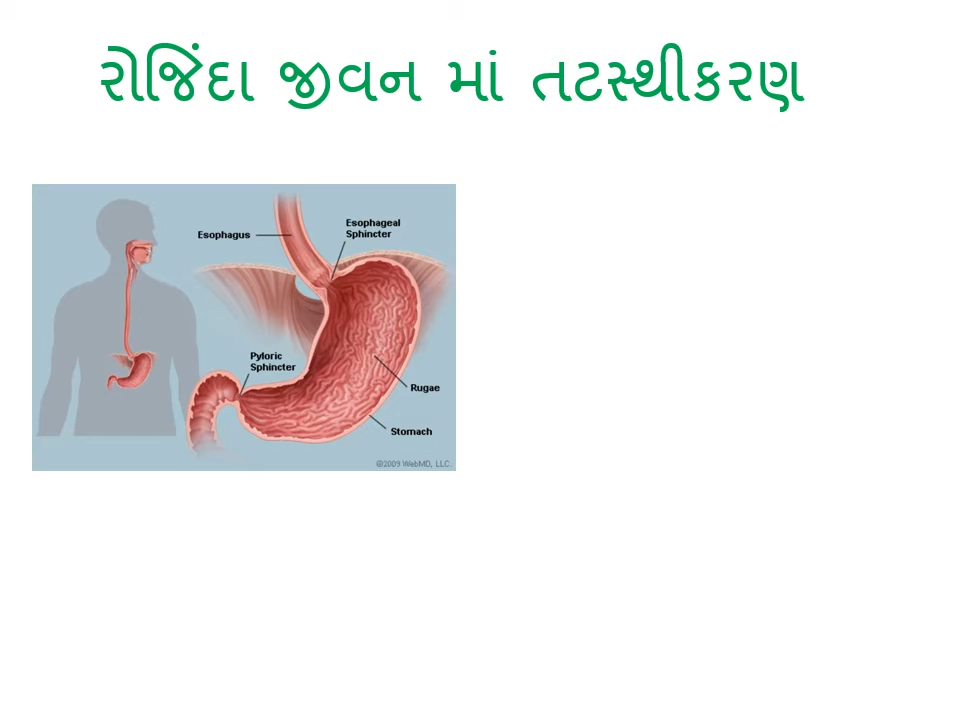 રોજિંદા જીવન માં તટસ્થીકરણ
Esophagus
Esophageal
Sphincter
Pyloric
Sphincter
Rugae
Stomach
©2009 WebMD, LLC.